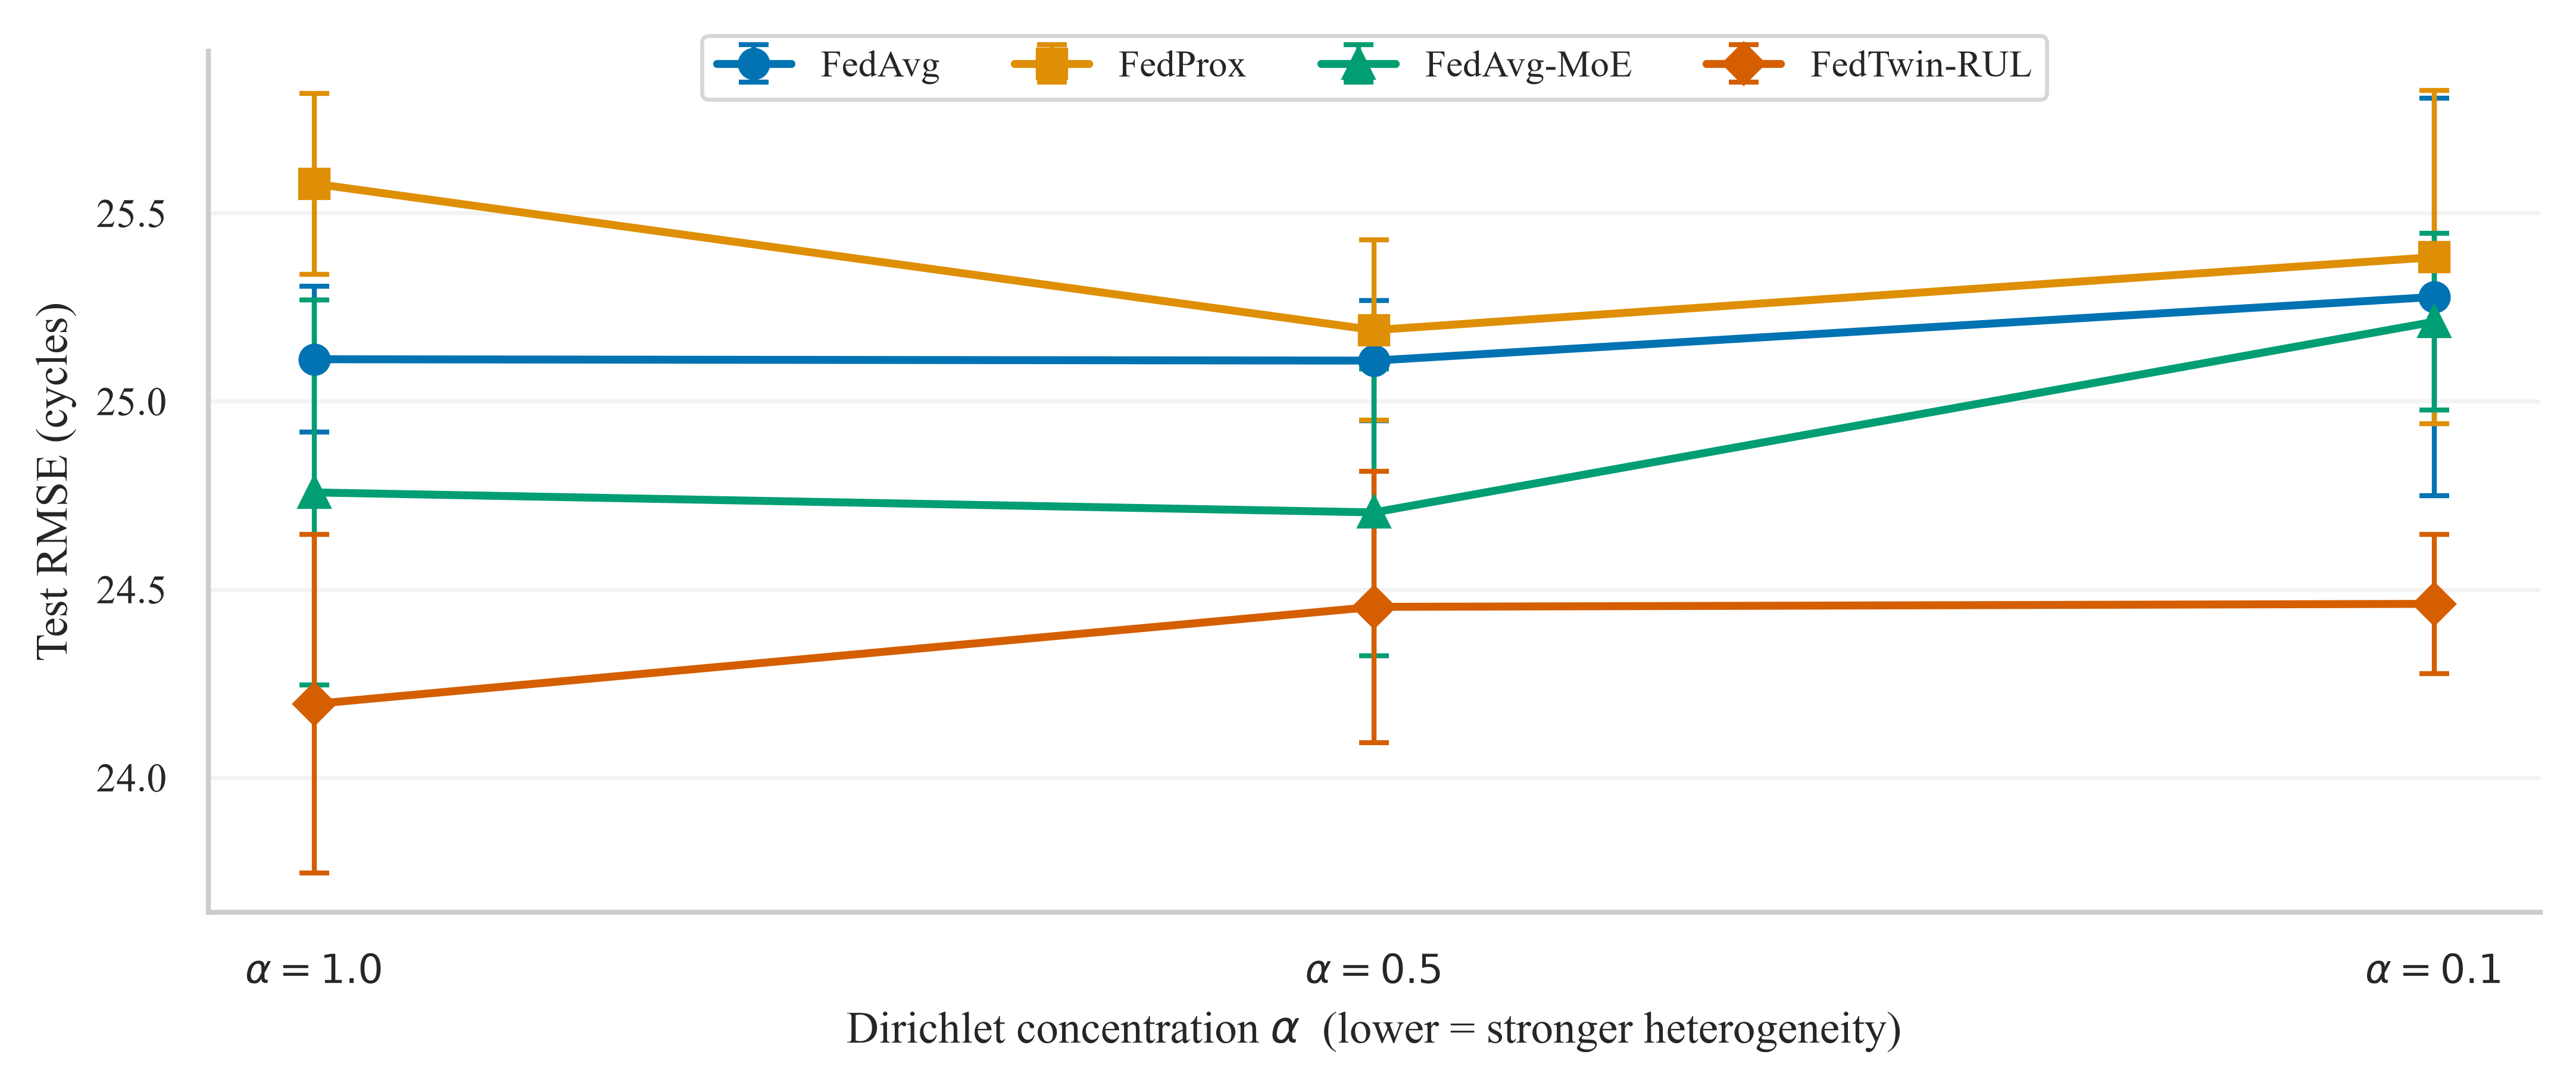 FedAvg FedProx FedAvg-MoE FedTwin-RUL
Test RMSE (cycles)
25.5
25.0
24.5
24.0
α = 1.0 α = 0.5 α = 0.1
Dirichlet concentration α (lower = stronger heterogeneity)